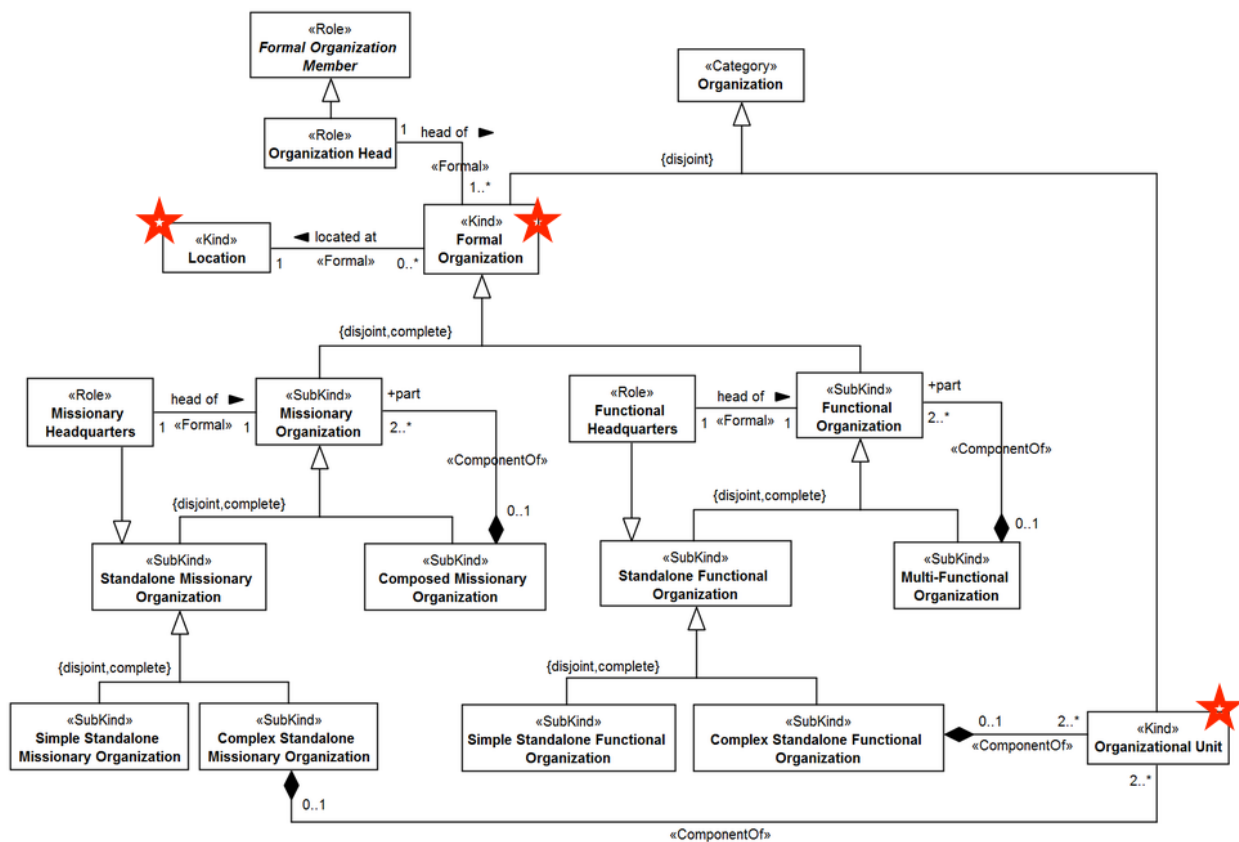 «Role»
Formal Organization
Member
«Category»
Organization
«Role»
Organization Head
1
head of
«Formal»
1..*
{disjoint}
«Kind»
Location
located at
1
«Formal»
0..*
«Kind»
Formal
Organization
{disjoint,complete}
«Role»
Missionary
Headquarters
head of
1
«Formal»
1
«SubKind»
Missionary
Organization
+part
2..*
«ComponentOf»
0..1
«Role»
Functional
Headquarters
head of
1
«Formal»
1
«SubKind»
Functional
Organization
+part
2..*
«ComponentOf»
0..1
{disjoint,complete}
{disjoint,complete}
«SubKind»
Standalone Missionary
Organization
«SubKind»
Composed Missionary
Organization
«SubKind»
Standalone Functional
Organization
«SubKind»
Multi-Functional
Organization
{disjoint,complete}
{disjoint,complete}
«SubKind»
Simple Standalone
Missionary Organization
«SubKind»
Complex Standalone
Missionary Organization
«SubKind»
Simple Standalone Functional
Organization
«SubKind»
Complex Standalone Functional
Organization
0..1
2..*
«ComponentOf»
«Kind»
Organizational Unit
2..*
0..1
«ComponentOf»